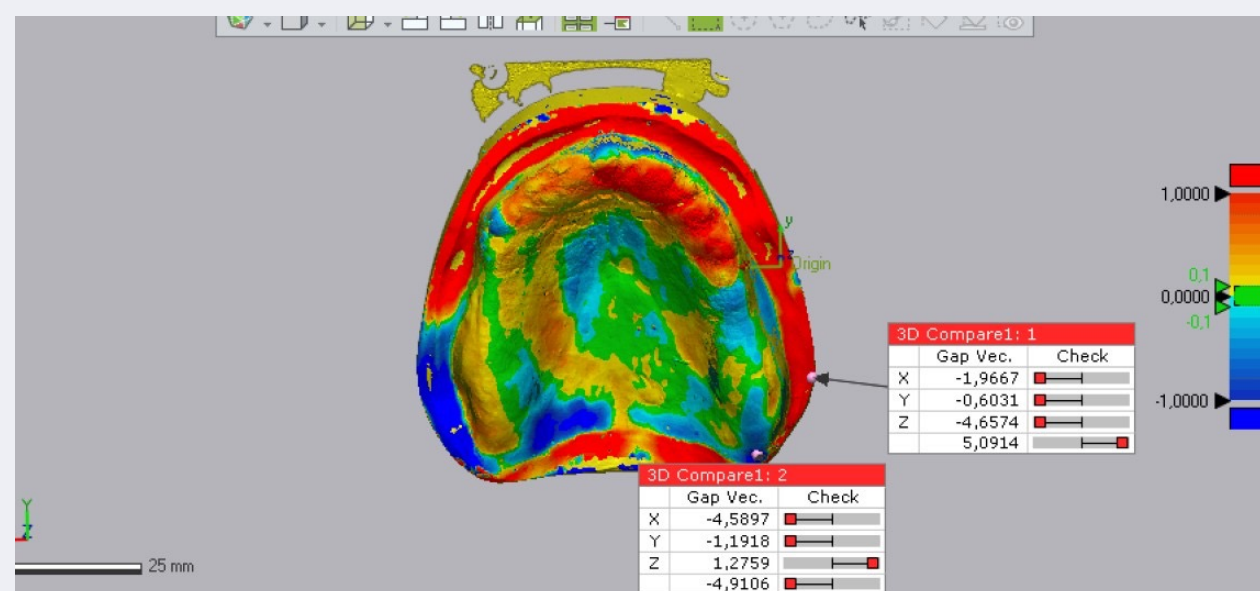 1,0000
0,1
0,0000
-0,1
-1,0000
y
z
Origin
3D Compare1: 1
Gap Vec. Check
X -1,9667
Y -0,6031
Z -4,6574
5,0914
3D Compare1: 2
Gap Vec. Check
X -4,5897
Y -1,1918
Z 1,2759
-4,9106
Y
Z
25 mm